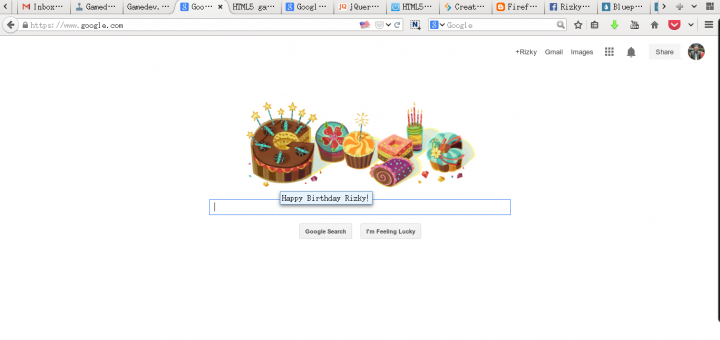 Inbox···
Gamed···
Gamedev.···
Goo···
HTML5 ga···
Googl···
jQuer···
HTML5···
Creat···
Firef···
Rizky···
Bluep···
https://www.google.com
Google
+Rizky Gmail Images Share
Happy Birthday Rizky!
Google Search I'm Feeling Lucky